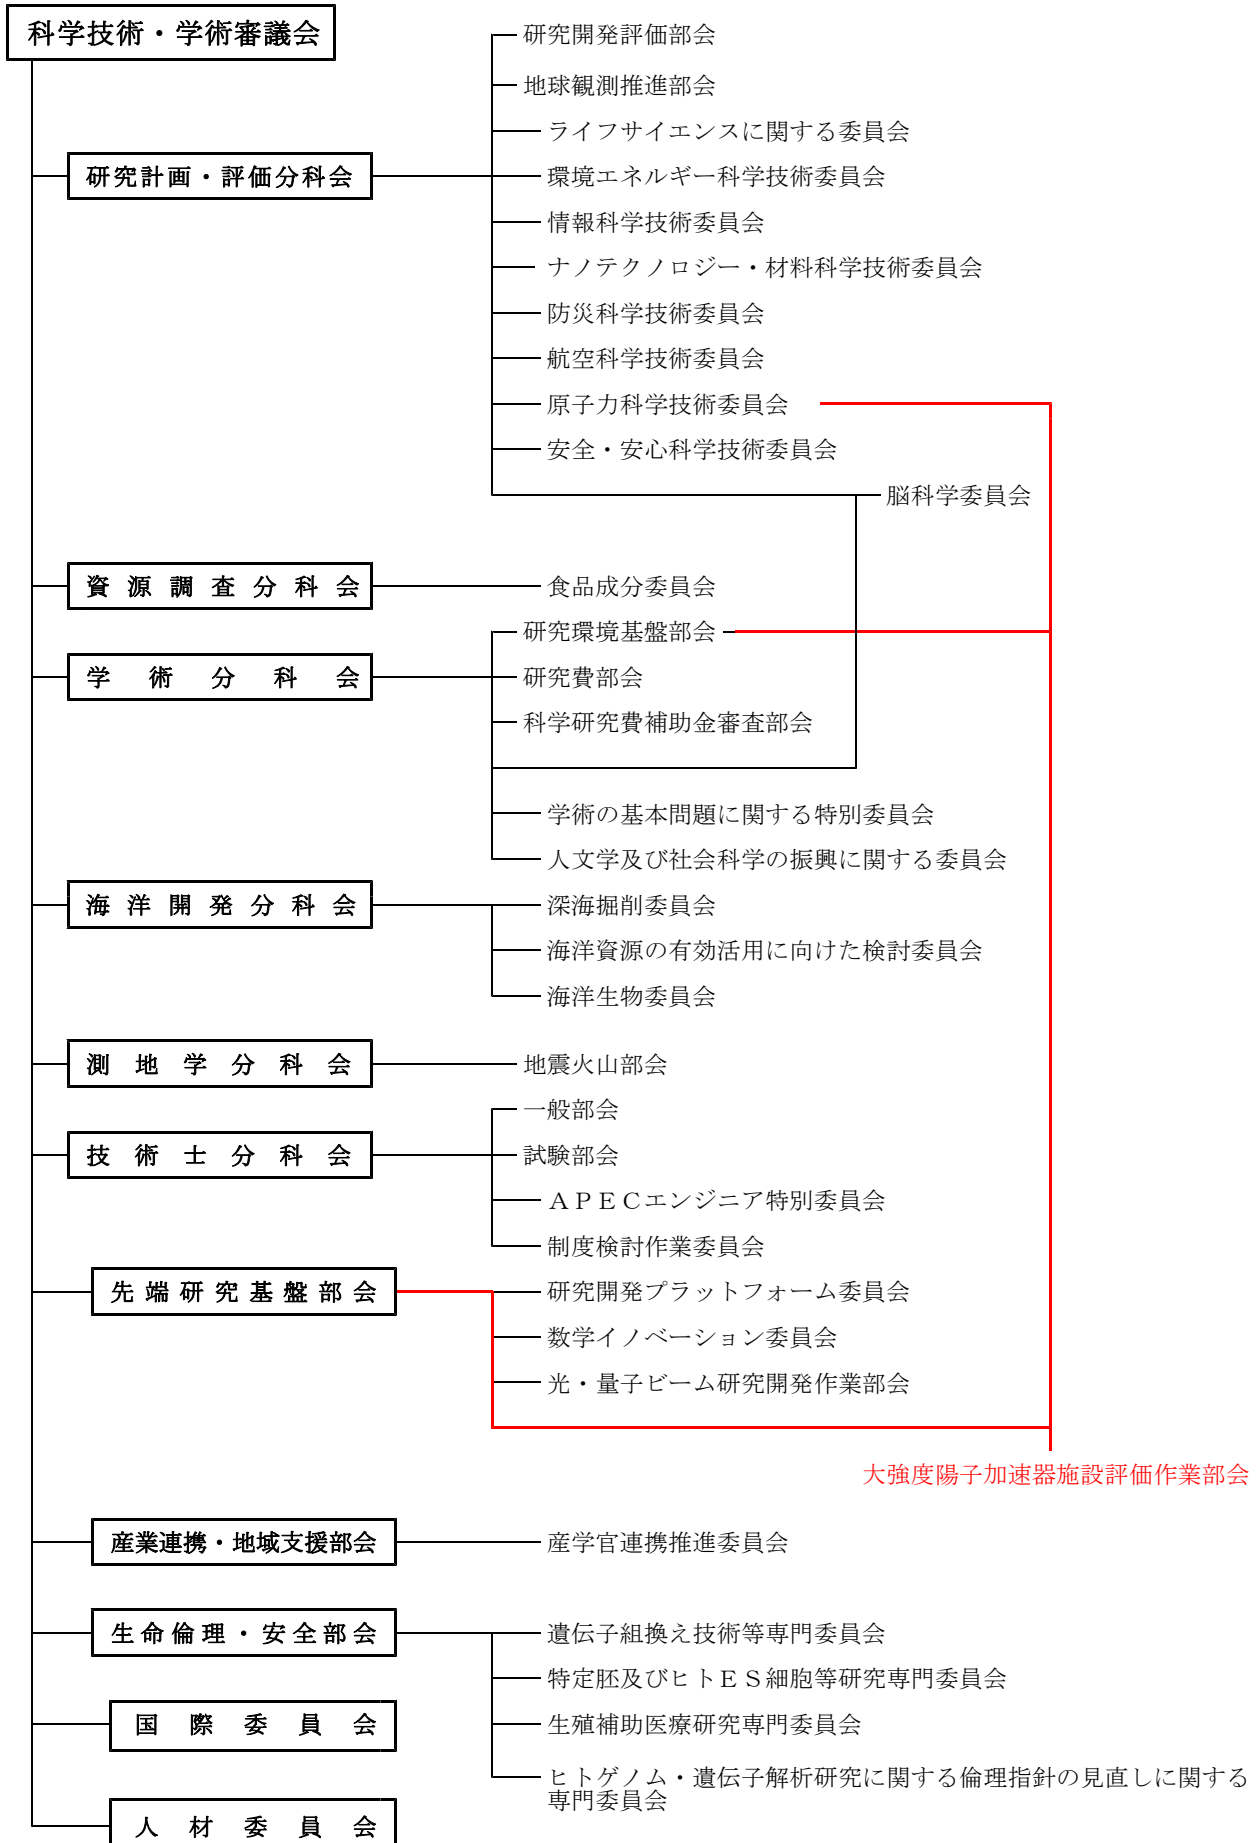 科学技術・学術審議会
研究開発評価部会
地球観測推進部会
ライフサイエンスに関する委員会
研究計画・評価分科会
環境エネルギー科学技術委員会
情報科学技術委員会
ナノテクノロジー・材料科学技術委員会
防災科学技術委員会
航空科学技術委員会
原子力科学技術委員会
安全・安心科学技術委員会
脳科学委員会
資源調査分科会
食品成分委員会
研究環境基盤部会
学術分科会
研究費部会
科学研究費補助金審査部会
学術の基本問題に関する特別委員会
人文学及び社会科学の振興に関する委員会
海洋開発分科会
深海掘削委員会
海洋資源の有効活用に向けた検討委員会
海洋生物委員会
測地学分科会
地震火山部会
一般部会
技術士分科会
試験部会
ＡＰＥＣエンジニア特別委員会
制度検討作業委員会
先端研究基盤部会
研究開発プラットフォーム委員会
数学イノベーション委員会
光・量子ビーム研究開発作業部会
大強度陽子加速器施設評価作業部会
産業連携・地域支援部会
産学官連携推進委員会
生命倫理・安全部会
遺伝子組換え技術等専門委員会
特定胚及びヒトＥＳ細胞等研究専門委員会
国際委員会
生殖補助医療研究専門委員会
ヒトゲノム・遺伝子解析研究に関する倫理指針の見直しに関する
専門委員会
人材委員会